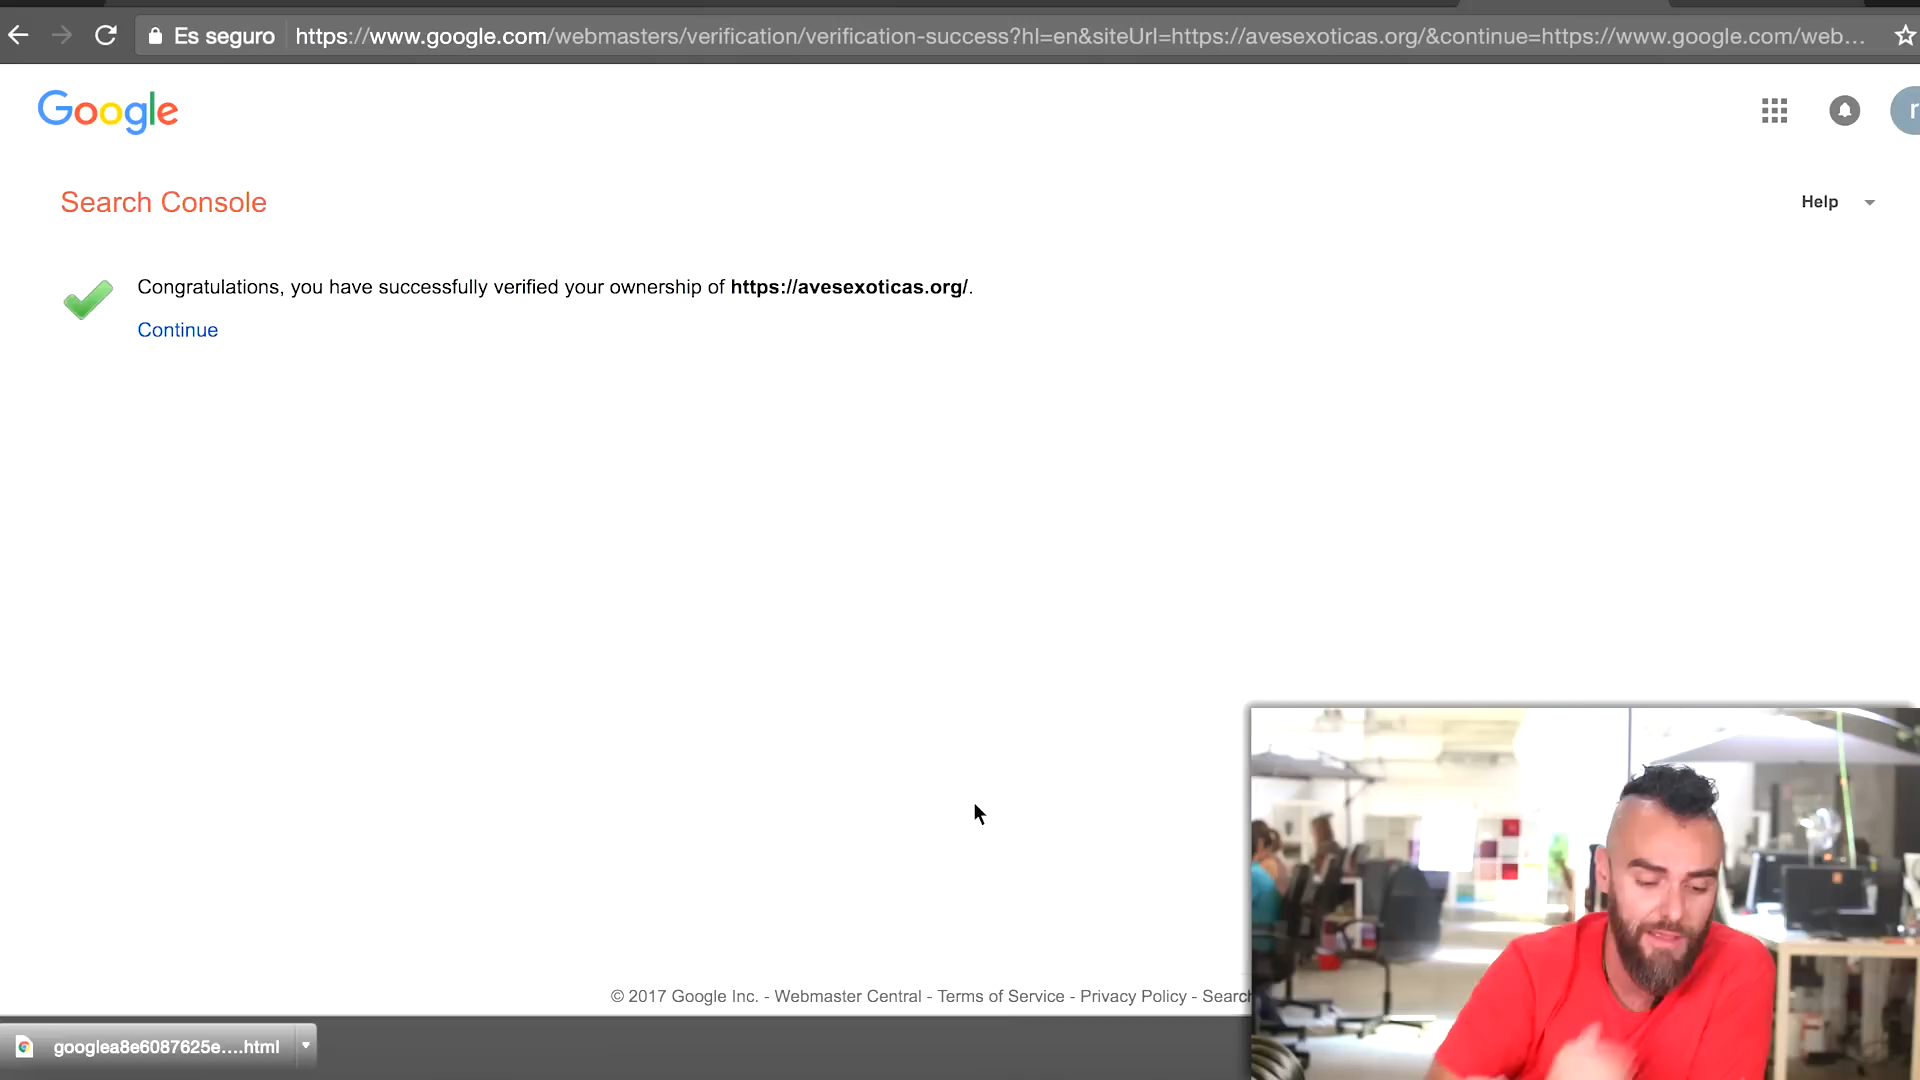 Es seguro https://www.google.com/webmasters/verification/verification-success?hl=en&siteUrl=https://avesexoticas.org/&continue=https://www.google.com/web...
Google
r
Search Console
Help
Congratulations, you have successfully verified your ownership of https://avesexoticas.org/.
Continue
© 2017 Google Inc. - Webmaster Central - Terms of Service - Privacy Policy - Search
googlea8e6087625e....html